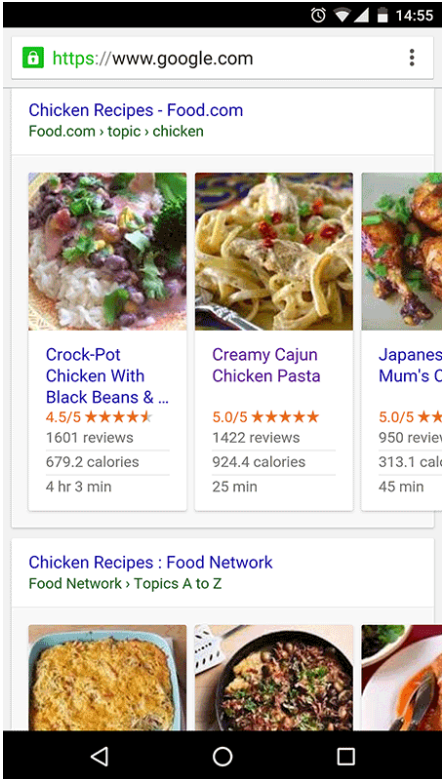 14:55
https://www.google.com
Chicken Recipes - Food.com
Food.com › topic › chicken
Crock-Pot
Chicken With
Black Beans & ...
4.5/5
1601 reviews
679.2 calories
4 hr 3 min
Creamy Cajun
Chicken Pasta
5.0/5
1422 reviews
924.4 calories
25 min
Japanes
Mum's C
5.0/5
950 review
313.1 calo
45 min
Chicken Recipes : Food Network
Food Network › Topics A to Z